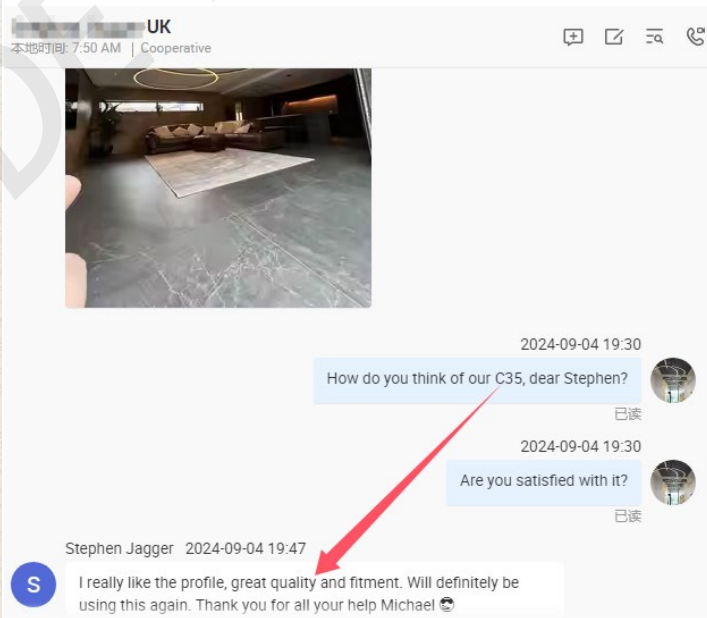 UK
本地时间: 7:50 AM | Cooperative
2024-09-04 19:30
How do you think of our C35, dear Stephen?
已读
2024-09-04 19:30
Are you satisfied with it?
已读
Stephen Jagger 2024-09-04 19:47
S
I really like the profile, great quality and fitment. Will definitely be
using this again. Thank you for all your help Michael 😎